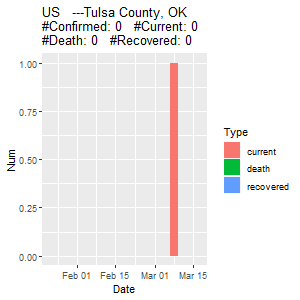 US   ---Tulsa County, OK
#Confirmed: 0   #Current: 0
#Death: 0   #Recovered: 0
1.00
0.75
0.50
0.25
0.00
Num
Feb 01 Feb 15 Mar 01 Mar 15
Date
Type
current
death
recovered